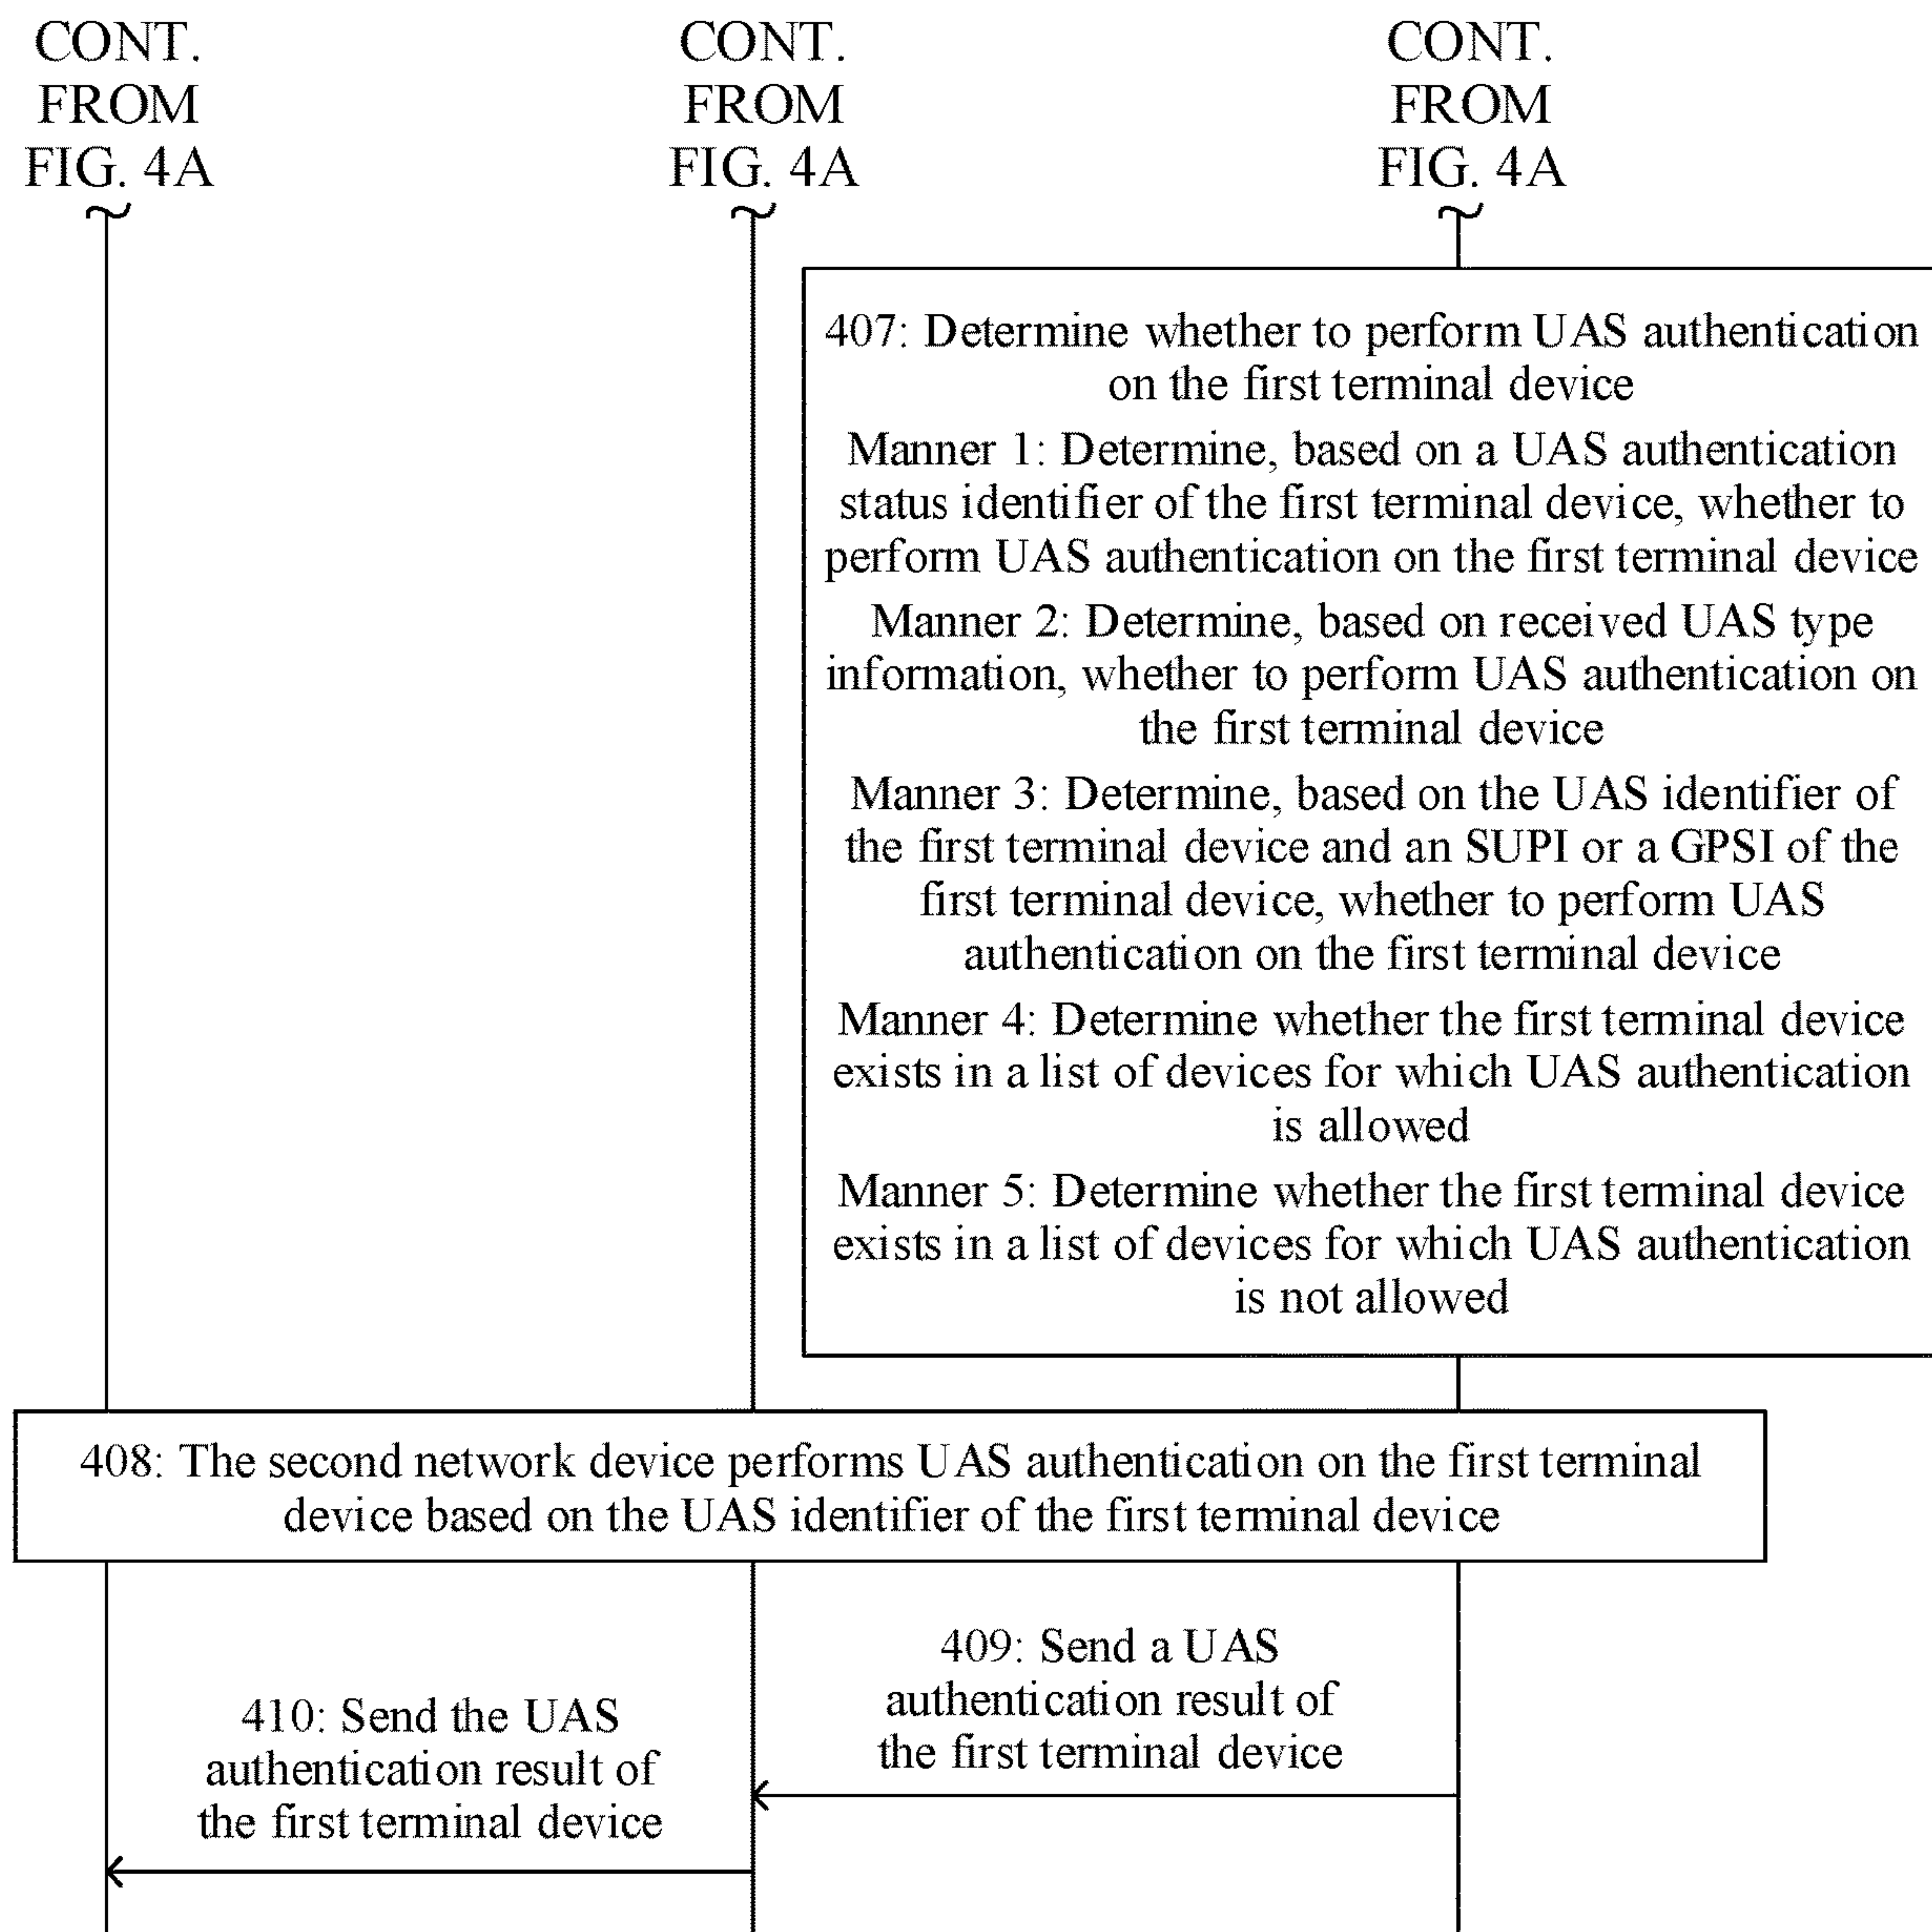 CONT.
FROM
FIG. 4A
CONT.
FROM
FIG. 4A
CONT.
FROM
FIG. 4A
407: Determine whether to perform UAS authentication
on the first terminal device
Manner 1: Determine, based on a UAS authentication
status identifier of the first terminal device, whether to
perform UAS authentication on the first terminal device
Manner 2: Determine, based on received UAS type
information, whether to perform UAS authentication on
the first terminal device
Manner 3: Determine, based on the UAS identifier of
the first terminal device and an SUPI or a GPSI of the
first terminal device, whether to perform UAS
authentication on the first terminal device
Manner 4: Determine whether the first terminal device
exists in a list of devices for which UAS authentication
is allowed
Manner 5: Determine whether the first terminal device
exists in a list of devices for which UAS authentication
is not allowed
408: The second network device performs UAS authentication on the first terminal
device based on the UAS identifier of the first terminal device
409: Send a UAS
authentication result of
the first terminal device
410: Send the UAS
authentication result of
the first terminal device